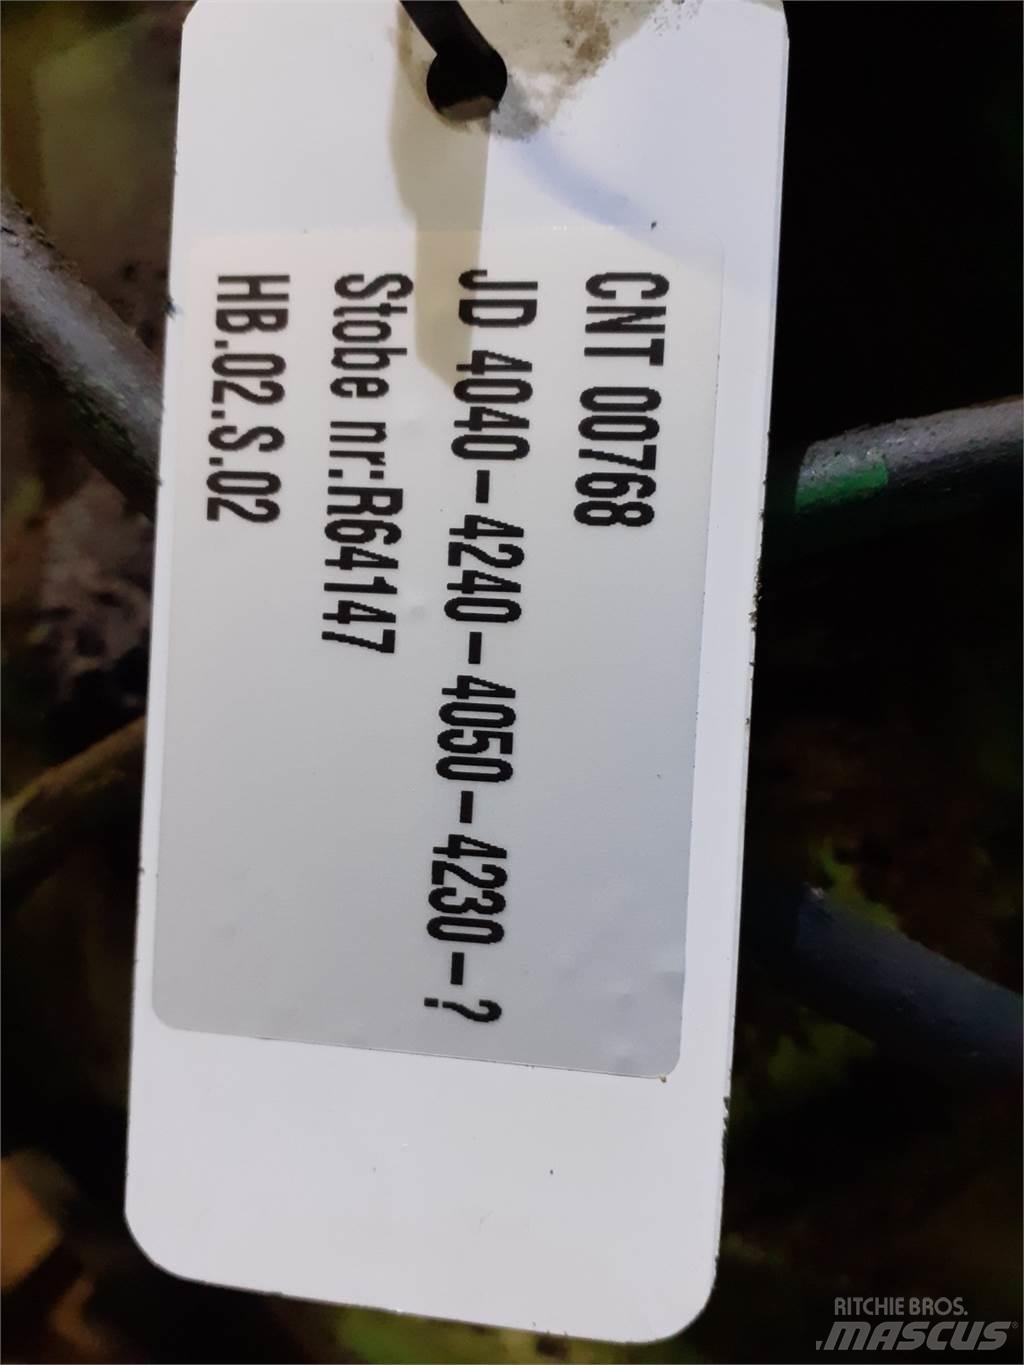 CNT 00768
JD 4040-4240-4050-4230-?
Stobe nr:R64147
HB.02.S.02
RITCHIE BROS.
MASCUS